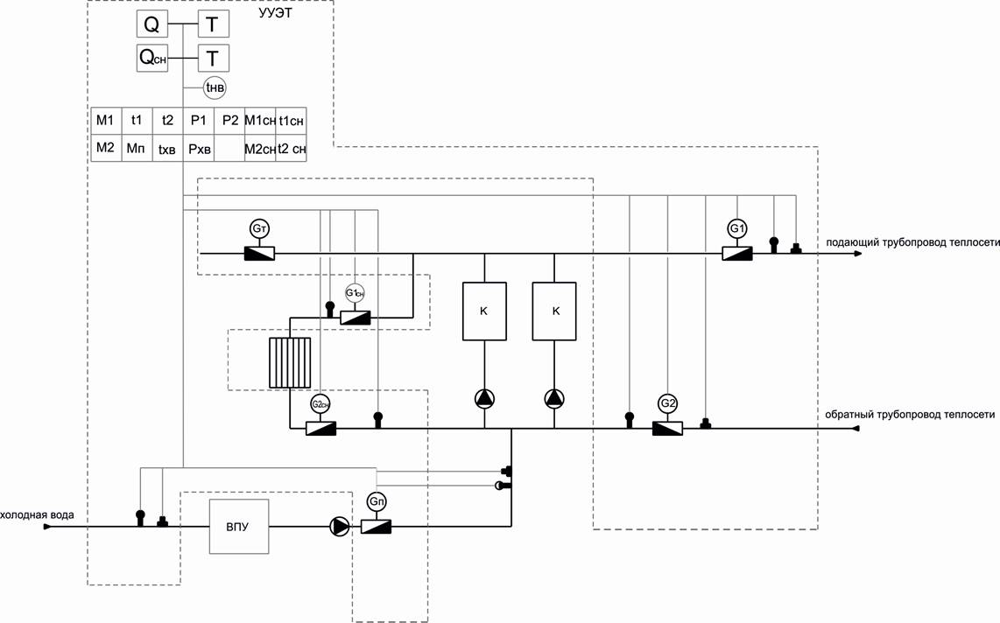 УУЭТ
Q T
Qсн T
tнв
M1 t1 t2 P1 P2 M1сн t1сн
M2 Мп tхв Pхв M2сн t2 сн
Gт G1
подающий трубопровод теплосети
G1сн
К К
G2сн G2
обратный трубопровод теплосети
Gп
холодная вода
ВПУ